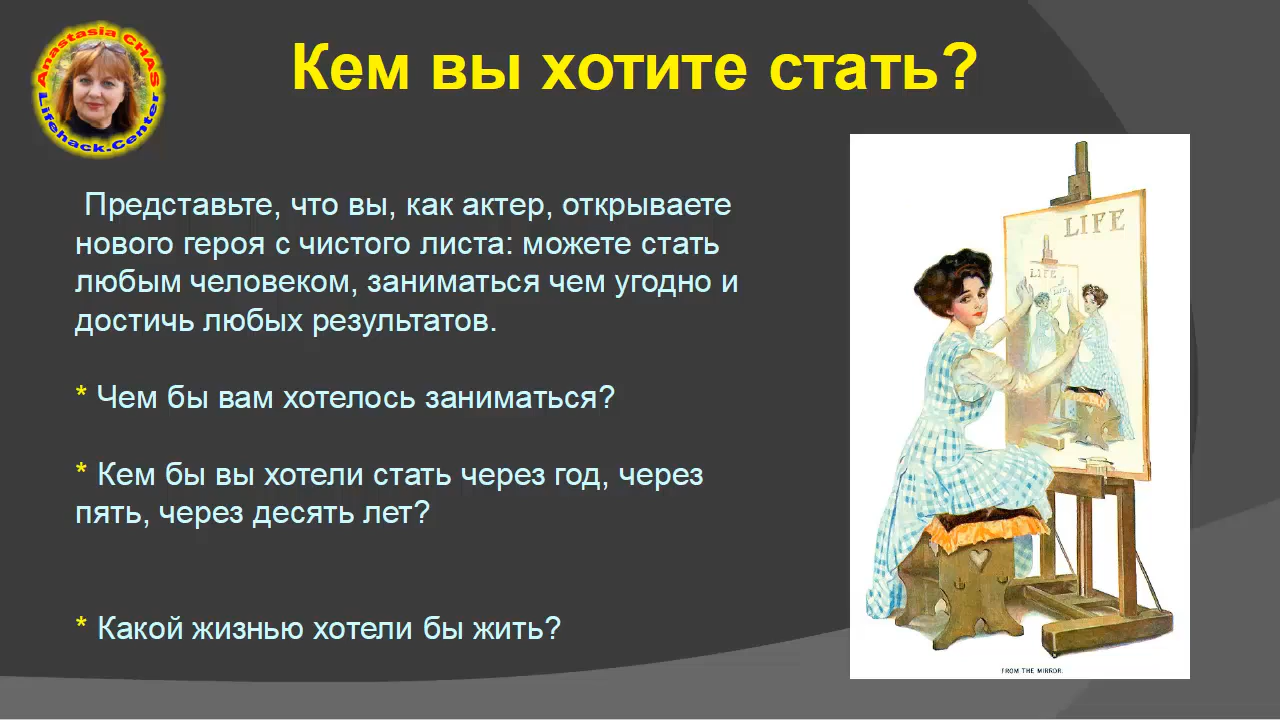 Anastasia CHAS
Lifehack.Center
Кем вы хотите стать?
Представьте, что вы, как актер, открываете
нового героя с чистого листа: можете стать
любым человеком, заниматься чем угодно и
достичь любых результатов.
* Чем бы вам хотелось заниматься?
* Кем бы вы хотели стать через год, через
пять, через десять лет?
* Какой жизнью хотели бы жить?
LIFE
LIFE
FROM THE MIRROR.